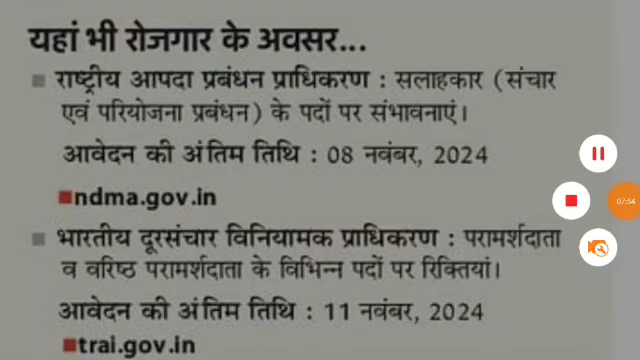 यहां भी रोजगार के अवसर...
राष्ट्रीय आपदा प्रबंधन प्राधिकरण : सलाहकार (संचार
एवं परियोजना प्रबंधन) के पदों पर संभावनाएं।
आवेदन की अंतिम तिथि : 08 नवंबर, 2024
ndma.gov.in
भारतीय दूरसंचार विनियामक प्राधिकरण : परामर्शदाता
व वरिष्ठ परामर्शदाता के विभिन्न पदों पर रिक्तियां।
आवेदन की अंतिम तिथि : 11 नवंबर, 2024
trai.gov.in
07:54